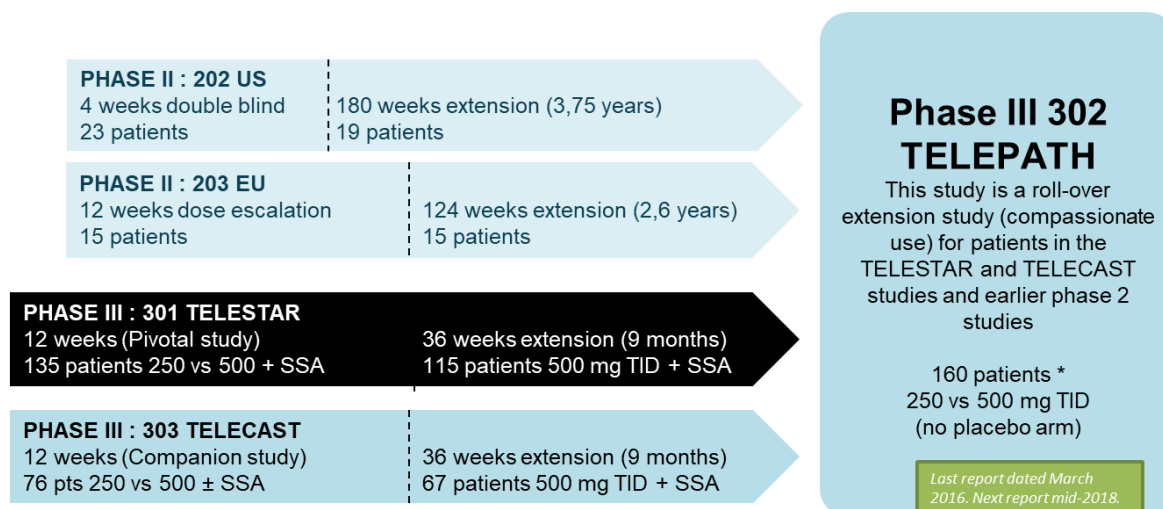 PHASE II : 202 US
4 weeks double blind
23 patients
180 weeks extension (3,75 years)
19 patients
PHASE II : 203 EU
12 weeks dose escalation
15 patients
124 weeks extension (2,6 years)
15 patients
PHASE III : 301 TELESTAR
12 weeks (Pivotal study)
135 patients 250 vs 500 + SSA
36 weeks extension (9 months)
115 patients 500 mg TID + SSA
PHASE III : 303 TELECAST
12 weeks (Companion study)
76 pts 250 vs 500 ± SSA
36 weeks extension (9 months)
67 patients 500 mg TID + SSA
Phase III 302
TELEPATH
This study is a roll-over
extension study (compassionate
use) for patients in the
TELESTAR and TELECAST
studies and earlier phase 2
studies
160 patients *
250 vs 500 mg TID
(no placebo arm)
Last report dated March
2016. Next report mid-2018.